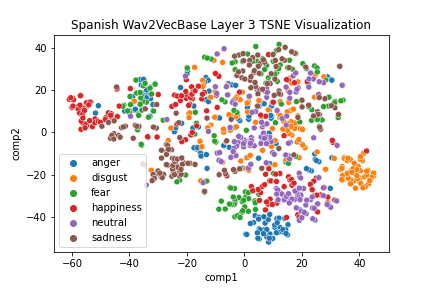 Spanish Wav2VecBase Layer 3 TSNE Visualization
40
20
0
−20
−40
comp2
anger
disgust
fear
happiness
neutral
sadness
−60 −40 −20 0 20 40
comp1